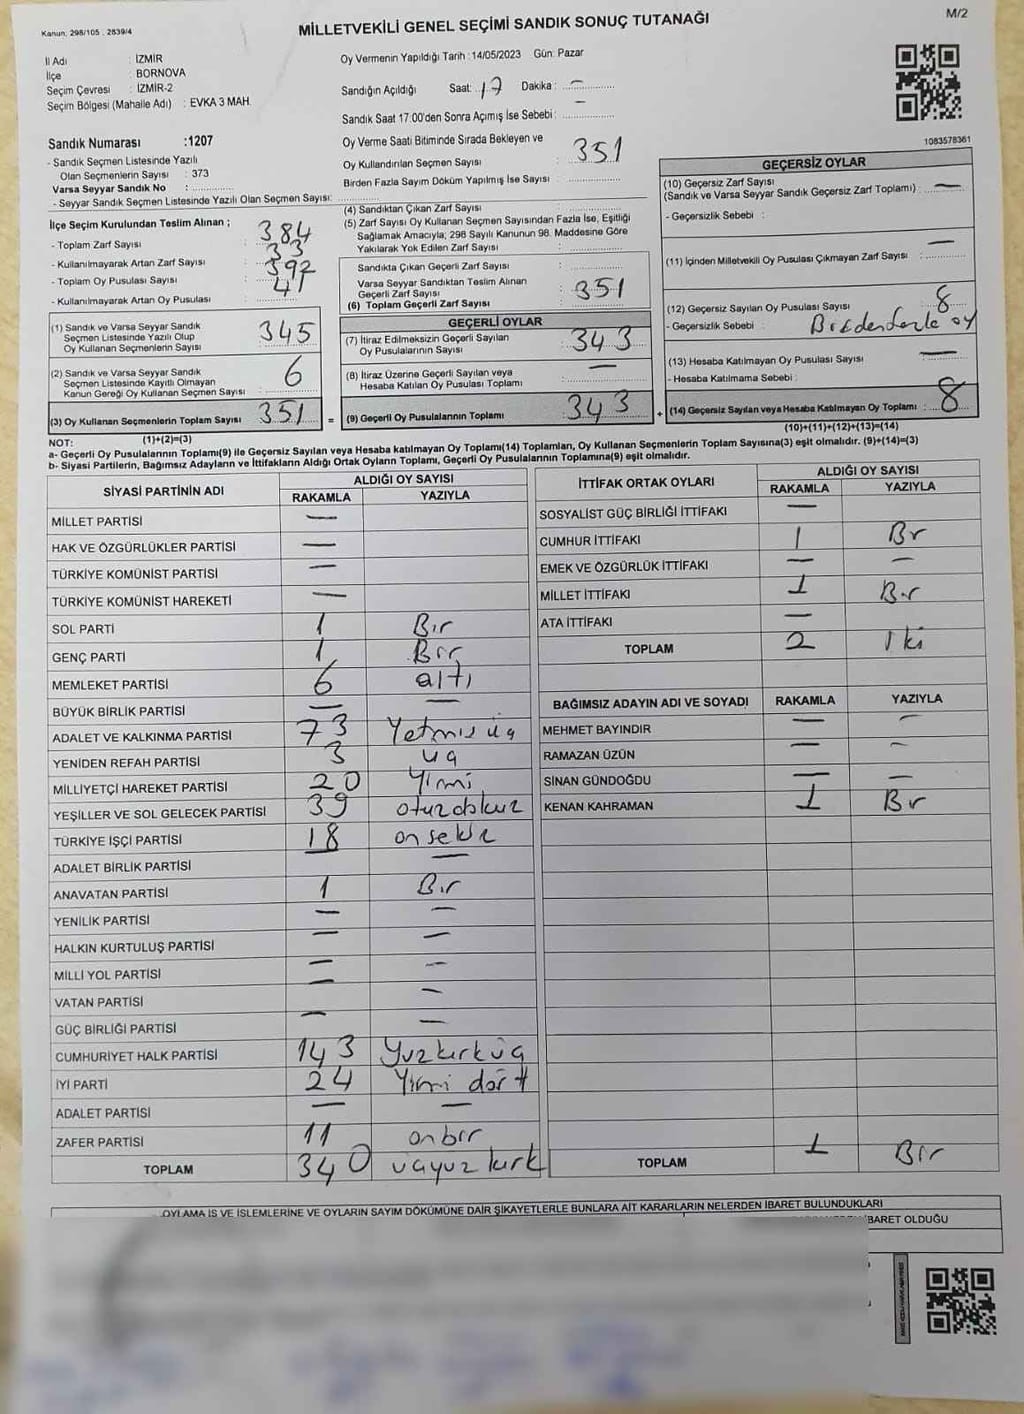 Kanun: 298/105 , 2839/4
MİLLETVEKİLİ GENEL SEÇİMİ SANDIK SONUÇ TUTANAĞI
M/2
İl Adı : İZMİR
İlçe : BORNOVA
Seçim Çevresi : İZMİR-2
Seçim Bölgesi (Mahalle Adı) : EVKA 3 MAH.
Oy Vermenin Yapıldığı Tarih :14/05/2023 Gün: Pazar
Sandığın Açıldığı Saat: 17 Dakika : —
Sandık Saat 17:00'den Sonra Açımış İse Sebebi : —
Sandık Numarası :1207
- Sandık Seçmen Listesinde Yazılı
Olan Seçmenlerin Sayısı : 373
Varsa Seyyar Sandık No :
- Seyyar Sandık Seçmen Listesinde Yazılı Olan Seçmen Sayısı:
Oy Verme Saati Bitiminde Sırada Bekleyen ve
Oy Kullandırılan Seçmen Sayısı : 351
Birden Fazla Sayım Döküm Yapılmış İse Sayısı :
1083578361
İlçe Seçim Kurulundan Teslim Alınan ;
- Toplam Zarf Sayısı : 384
- Kullanılmayarak Artan Zarf Sayısı : 33
- Toplam Oy Pusulası Sayısı : 392
- Kullanılmayarak Artan Oy Pusulası : 41
(1) Sandık ve Varsa Seyyar Sandık
Seçmen Listesinde Yazılı Olup
Oy Kullanan Seçmenlerin Sayısı 345
(2) Sandık ve Varsa Seyyar Sandık
Seçmen Listesinde Kayıtlı Olmayan
Kanun Gereği Oy Kullanan Seçmen Sayısı 6
(3) Oy Kullanan Seçmenlerin Toplam Sayısı 351 =
(1)+(2)=(3)
(4) Sandıktan Çıkan Zarf Sayısı :
(5) Zarf Sayısı Oy Kullanan Seçmen Sayısından Fazla İse, Eşitliği
Sağlamak Amacıyla; 298 Sayılı Kanunun 98. Maddesine Göre
Yakılarak Yok Edilen Zarf Sayısı :
Sandıkta Çıkan Geçerli Zarf Sayısı :
Varsa Seyyar Sandıktan Teslim Alınan
Geçerli Zarf Sayısı :
(6) Toplam Geçerli Zarf Sayısı : 351
GEÇERLİ OYLAR
(7) İtiraz Edilmeksizin Geçerli Sayılan
Oy Pusulalarının Sayısı : 343
(8) İtiraz Üzerine Geçerli Sayılan veya
Hesaba Katılan Oy Pusulası Toplamı : —
(9) Geçerli Oy Pusulalarının Toplamı : 343 +
GEÇERSİZ OYLAR
(10) Geçersiz Zarf Sayısı
(Sandık ve Varsa Seyyar Sandık Geçersiz Zarf Toplamı) : —
- Geçersizlik Sebebi :
—
(11) İçinden Milletvekili Oy Pusulası Çıkmayan Zarf Sayısı :
(12) Geçersiz Sayılan Oy Pusulası Sayısı : 8
- Geçersizlik Sebebi : oy
(13) Hesaba Katılmayan Oy Pusulası Sayısı : —
- Hesaba Katılmama Sebebi :
(14) Geçersiz Sayılan veya Hesaba Katılmayan Oy Toplamı : 8
(10)+(11)+(12)+(13)=(14)
NOT:
a- Geçerli Oy Pusulalarının Toplamı(9) ile Geçersiz Sayılan veya Hesaba katılmayan Oy Toplamı(14) Toplamları, Oy Kullanan Seçmenlerin Toplam Sayısına(3) eşit olmalıdır. (9)+(14)=(3)
b- Siyasi Partilerin, Bağımsız Adayların ve İttifakların Aldığı Ortak Oyların Toplamı, Geçerli Oy Pusulalarının Toplamına(9) eşit olmalıdır.
SİYASİ PARTİNİN ADI ALDIĞI OY SAYISI
RAKAMLA YAZIYLA
MİLLET PARTİSİ —
HAK VE ÖZGÜRLÜKLER PARTİSİ —
TÜRKİYE KOMÜNİST PARTİSİ —
TÜRKİYE KOMÜNİST HAREKETİ —
SOL PARTİ 1 Bir
GENÇ PARTİ 1 Bir
MEMLEKET PARTİSİ 6 altı
BÜYÜK BİRLİK PARTİSİ — —
ADALET VE KALKINMA PARTİSİ 73 Yetmiş üç
YENİDEN REFAH PARTİSİ 3 üç
MİLLİYETÇİ HAREKET PARTİSİ 20 Yirmi
YEŞİLLER VE SOL GELECEK PARTİSİ 39 otuzdokuz
TÜRKİYE İŞÇİ PARTİSİ 18 onsekiz
ADALET BİRLİK PARTİSİ —
ANAVATAN PARTİSİ 1 Bir
YENİLİK PARTİSİ — —
HALKIN KURTULUŞ PARTİSİ — —
MİLLİ YOL PARTİSİ — —
VATAN PARTİSİ — —
GÜÇ BİRLİĞİ PARTİSİ — —
CUMHURİYET HALK PARTİSİ 143 Yüzkırküç
İYİ PARTİ 24 Yirmi dört
ADALET PARTİSİ — —
ZAFER PARTİSİ 11 onbir
TOPLAM 340 üçyüz kırk
İTTİFAK ORTAK OYLARI ALDIĞI OY SAYISI
RAKAMLA YAZIYLA
SOSYALİST GÜÇ BİRLİĞİ İTTİFAKI —
CUMHUR İTTİFAKI 1 Bir
EMEK VE ÖZGÜRLÜK İTTİFAKI — —
MİLLET İTTİFAKI 1 Bir
ATA İTTİFAKI —
TOPLAM 2 İki
BAĞIMSIZ ADAYIN ADI VE SOYADI RAKAMLA YAZIYLA
MEHMET BAYINDIR — —
RAMAZAN ÜZÜN — —
SİNAN GÜNDOĞDU — —
KENAN KAHRAMAN 1 Bir
TOPLAM 1 Bir
OYLAMA İŞ VE İŞLEMLERİNE VE OYLARIN SAYIM DÖKÜMÜNE DAİR ŞİKAYETLERLE BUNLARA AİT KARARLARIN NELERDEN İBARET BULUNDUKLARI
İBARET OLDUĞU